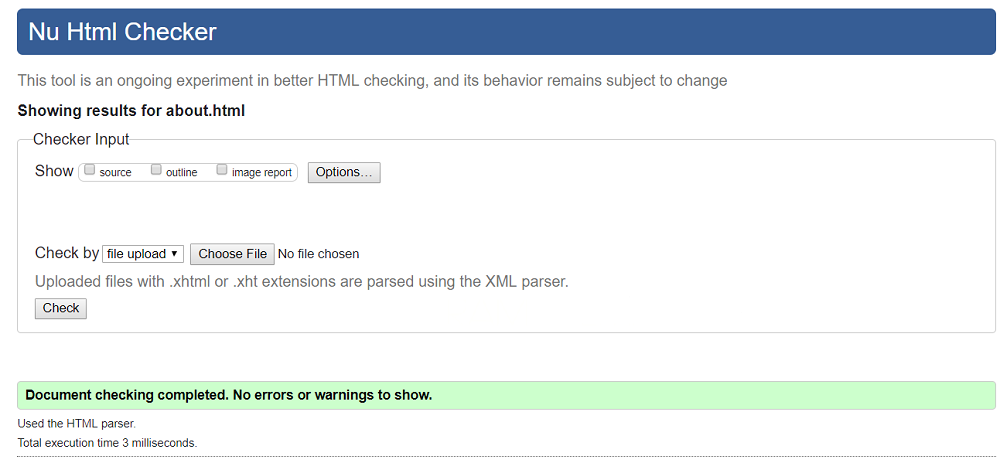 Nu Html Checker
This tool is an ongoing experiment in better HTML checking, and its behavior remains subject to change
Showing results for about.html
Checker Input
Show source outline image report Options...
Check by file upload Choose File No file chosen
Uploaded files with .xhtml or .xht extensions are parsed using the XML parser.
Check
Document checking completed. No errors or warnings to show.
Used the HTML parser.
Total execution time 3 milliseconds.